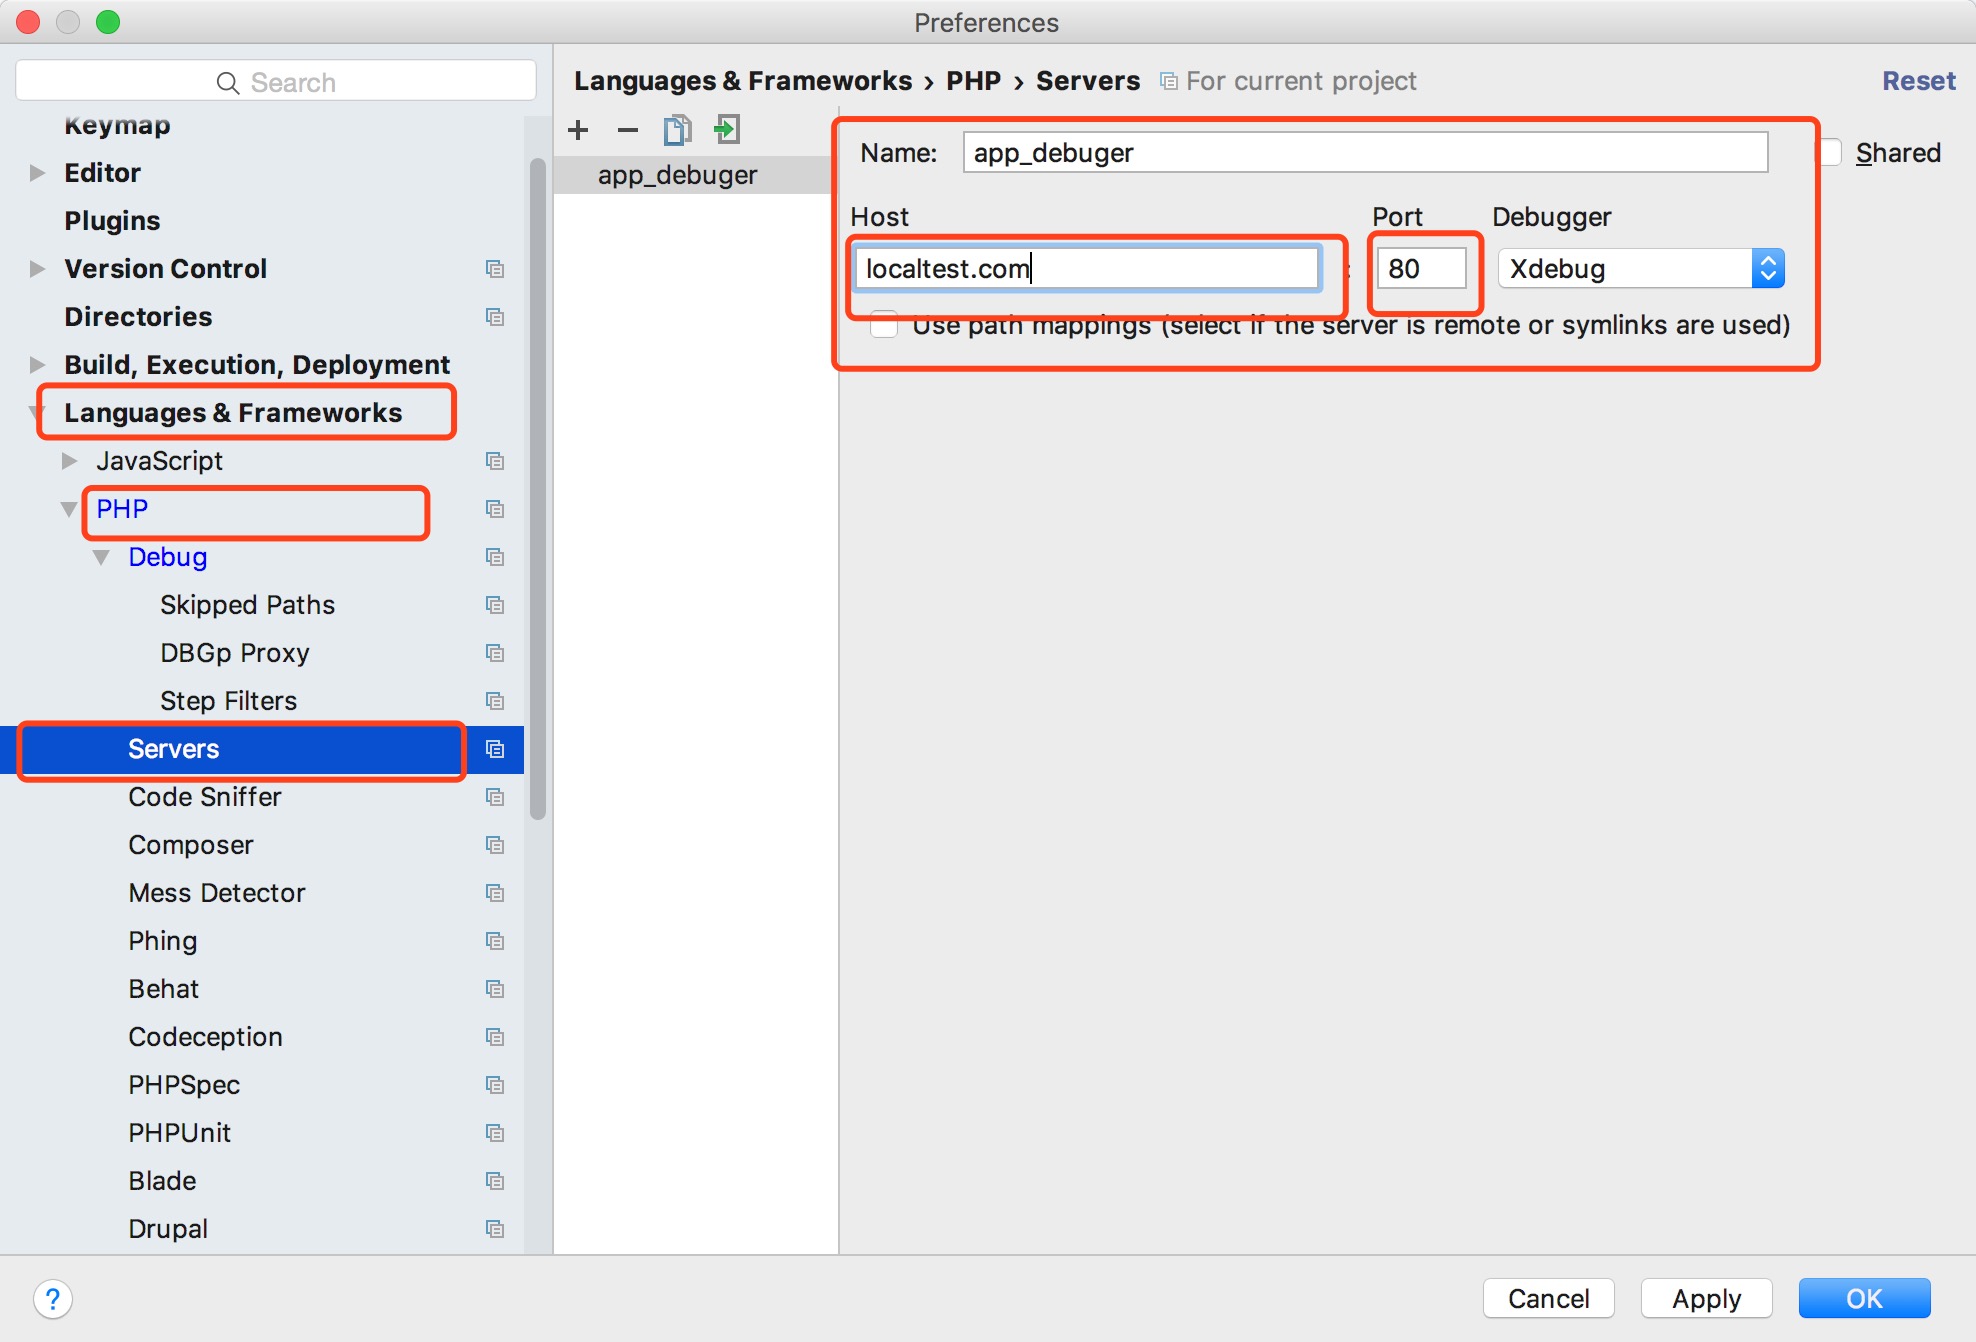 Preferences
Search
Keymap
Editor
Plugins
Version Control
Directories
Build, Execution, Deployment
Languages & Frameworks
JavaScript
PHP
Debug
Skipped Paths
DBGp Proxy
Step Filters
Servers
Code Sniffer
Composer
Mess Detector
Phing
Behat
Codeception
PHPSpec
PHPUnit
Blade
Drupal
Languages & Frameworks › PHP › Servers For current project Reset
app_debuger
Name: app_debuger Shared
Host Port Debugger
localtest.com : 80 Xdebug
Use path mappings (select if the server is remote or symlinks are used)
? Cancel Apply OK